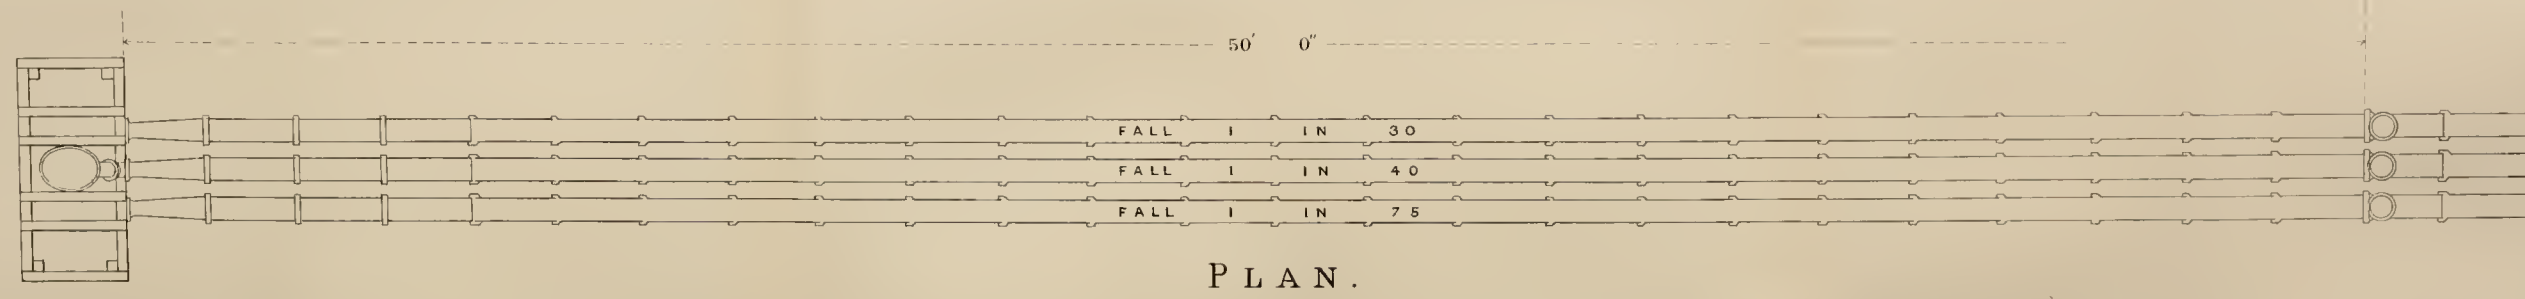 50′ 0″
FALL 1 IN 30
FALL 1 IN 40
FALL 1 IN 75
PLAN.